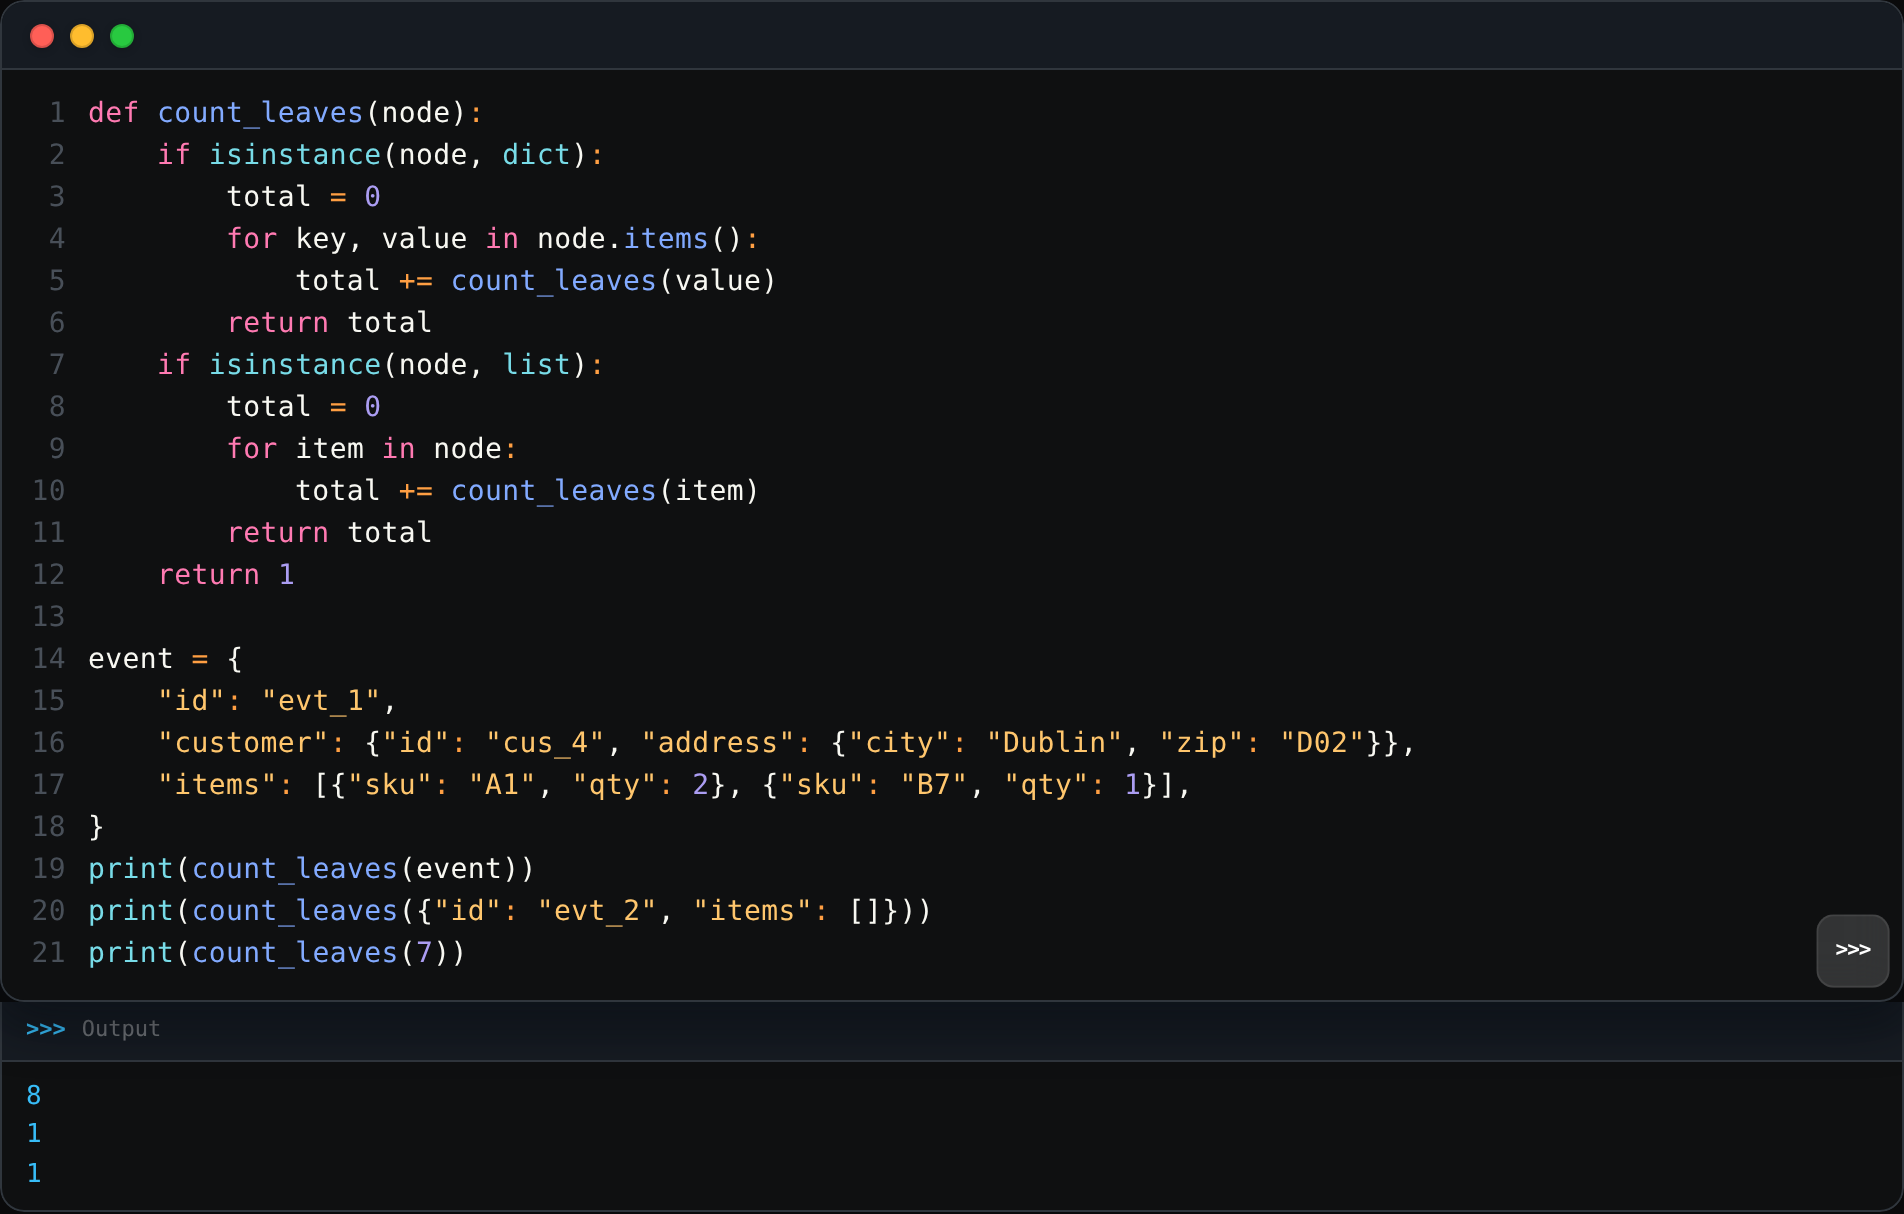 1 def count_leaves(node):
2     if isinstance(node, dict):
3         total = 0
4         for key, value in node.items():
5             total += count_leaves(value)
6         return total
7     if isinstance(node, list):
8         total = 0
9         for item in node:
10             total += count_leaves(item)
11         return total
12     return 1
13
14 event = {
15     "id": "evt_1",
16     "customer": {"id": "cus_4", "address": {"city": "Dublin", "zip": "D02"}},
17     "items": [{"sku": "A1", "qty": 2}, {"sku": "B7", "qty": 1}],
18 }
19 print(count_leaves(event))
20 print(count_leaves({"id": "evt_2", "items": []}))
21 print(count_leaves(7))
>>>
>>> Output
8
1
1